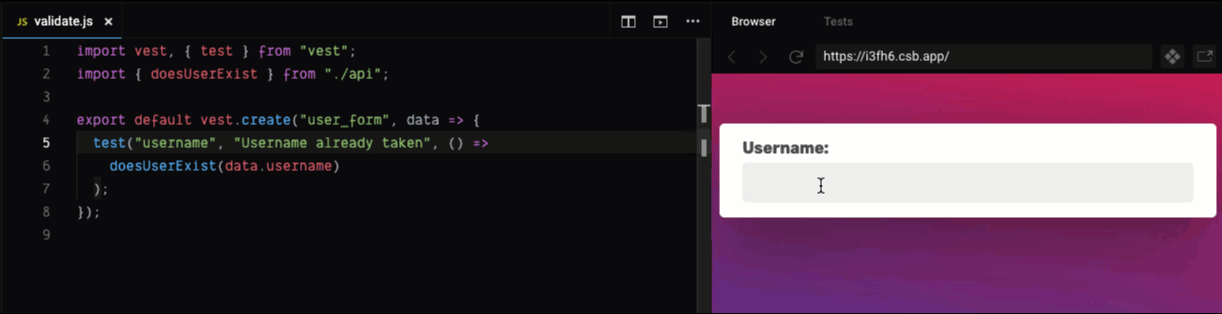 JS validate.js ×
1 import vest, { test } from "vest";
2 import { doesUserExist } from "./api";
3
4 export default vest.create("user_form", data => {
5 test("username", "Username already taken", () =>
6 doesUserExist(data.username)
7 );
8 });
9
Browser Tests
https://i3fh6.csb.app/
Username: